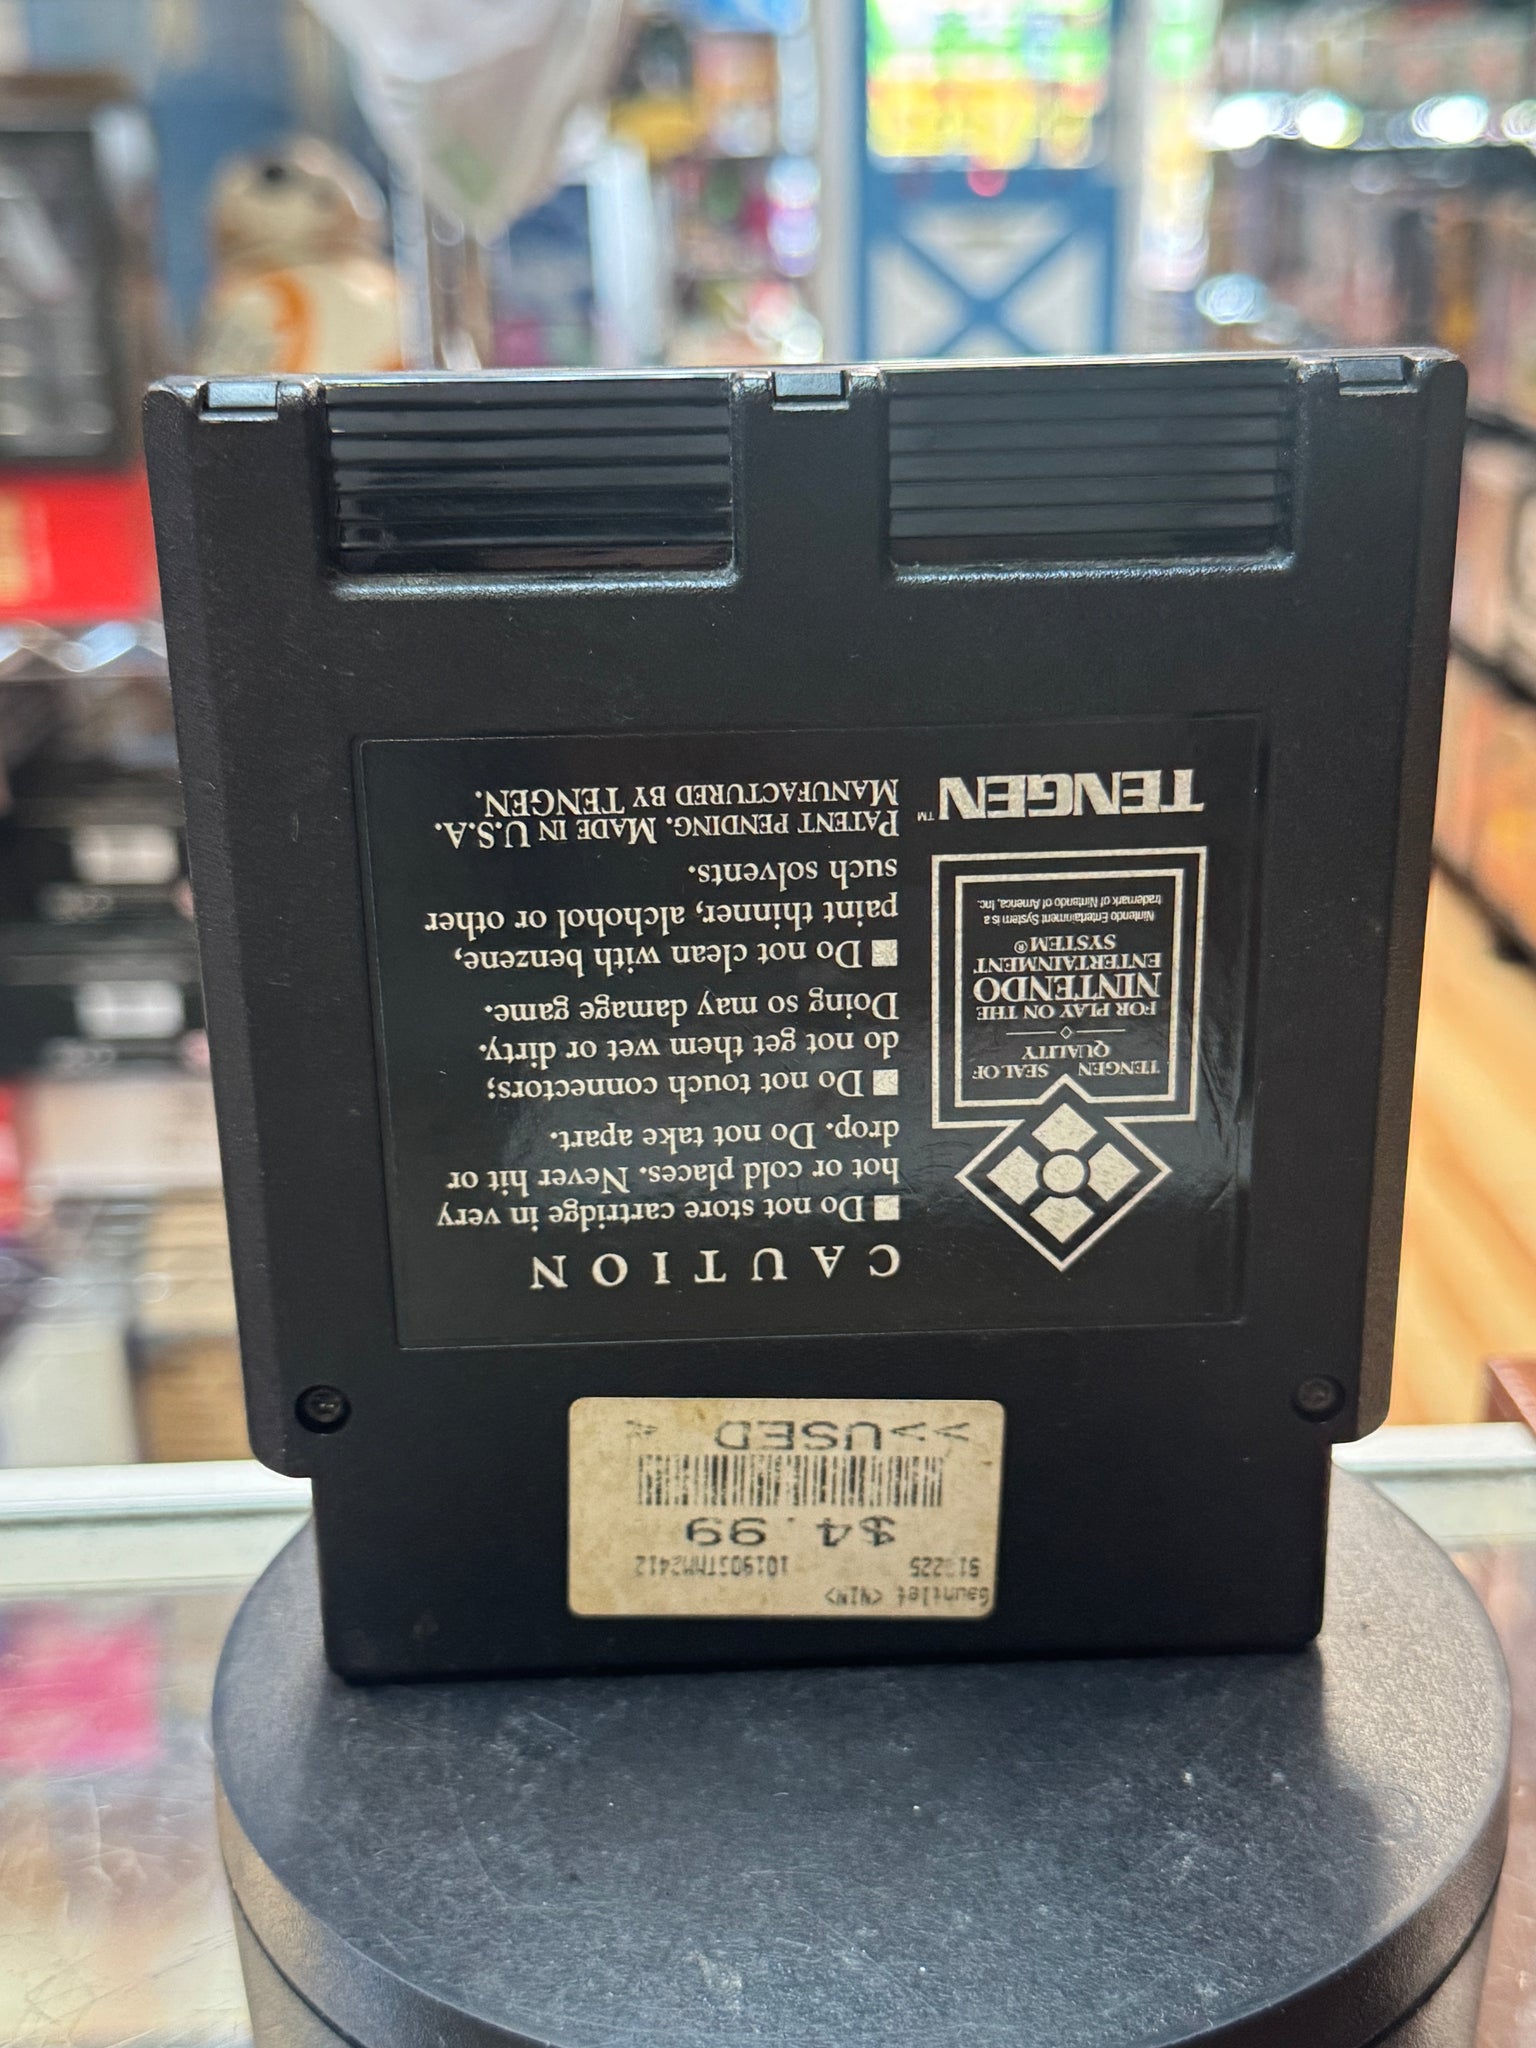 CAUTION
■ Do not store cartridge in very
hot or cold places. Never hit or
drop. Do not take apart.
■ Do not touch connectors;
do not get them wet or dirty.
Doing so may damage game.
■ Do not clean with benzene,
paint thinner, alchohol or other
such solvents.
PATENT PENDING. MADE IN U.S.A.
MANUFACTURED BY TENGEN.
TENGEN SEAL OF
QUALITY
FOR PLAY ON THE
NINTENDO
ENTERTAINMENT
SYSTEM®
Nintendo Entertainment System is a
trademark of Nintendo of America, Inc.
TENGEN™
Gauntlet <NIN>
10190STMM2412
$4.99
>>USED <